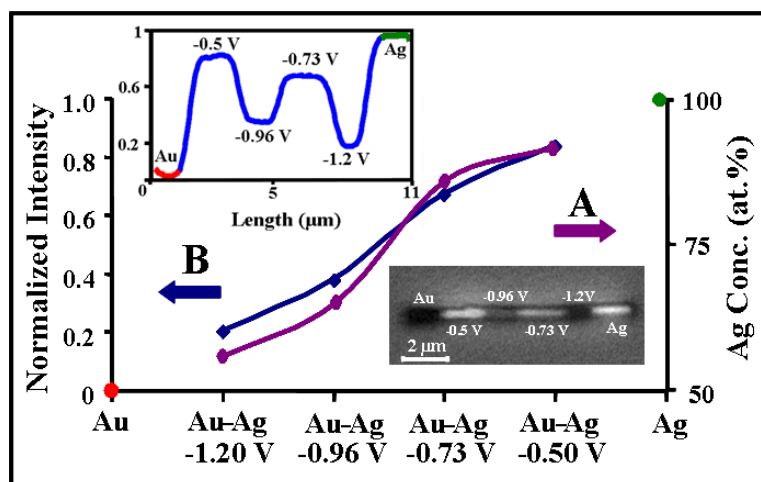 1
0.6
0.2
-0.5 V
-0.73
Ag
-0.96 V
-1.2 V
Au
0
5
11
Length (μm)
Normalized Intensity
1.0
0.8
0.6
0.4
0.2
0
B
A
Ag Conc. (at.%)
100
75
50
Au
-0.96 V
-1.2V
-0.5 V
-0.73 V
Ag
2 μm
Au
Au-Ag
-1.20 V
Au-Ag
-0.96 V
Au-Ag
-0.73 V
Au-Ag
-0.50 V
Ag